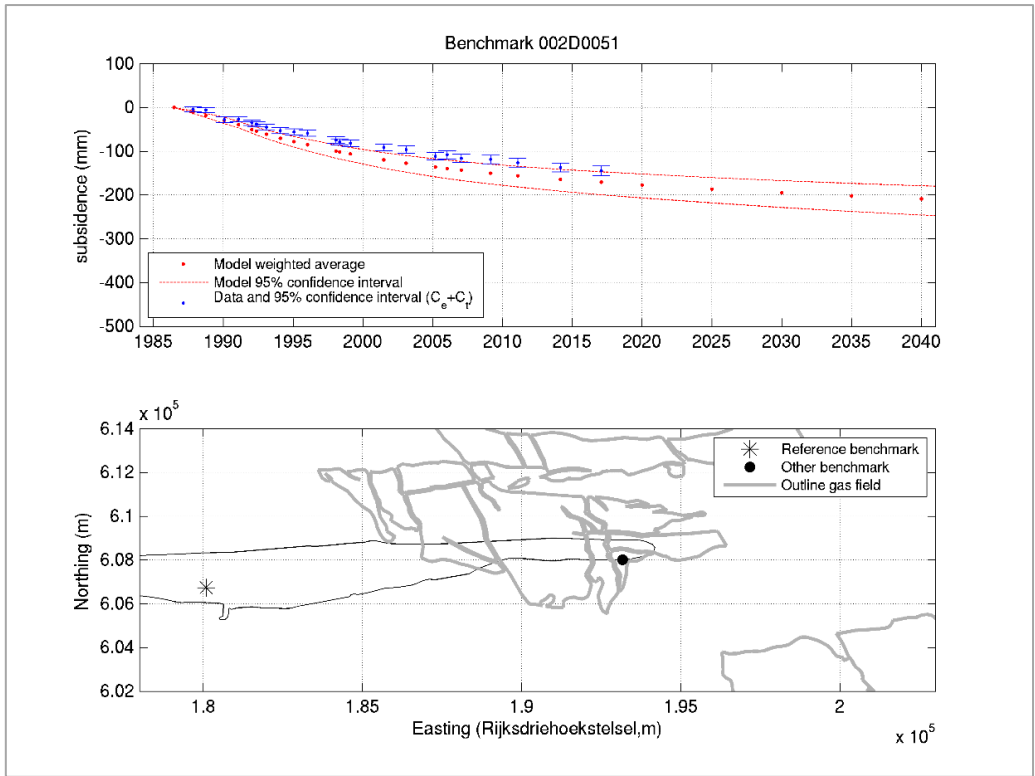 Benchmark 002D0051
100
0
-100
-200
-300
-400
-500
subsidence (mm)
Model weighted average
Model 95% confidence interval
Data and 95% confidence interval (C_e+C_t)
1985 1990 1995 2000 2005 2010 2015 2020 2025 2030 2035 2040
x 10^5
6.14
6.12
6.1
6.08
6.06
6.04
6.02
Northing (m)
Reference benchmark
Other benchmark
Outline gas field
1.8 1.85 1.9 1.95 2
Easting (Rijksdriehoekstelsel,m)
x 10^5